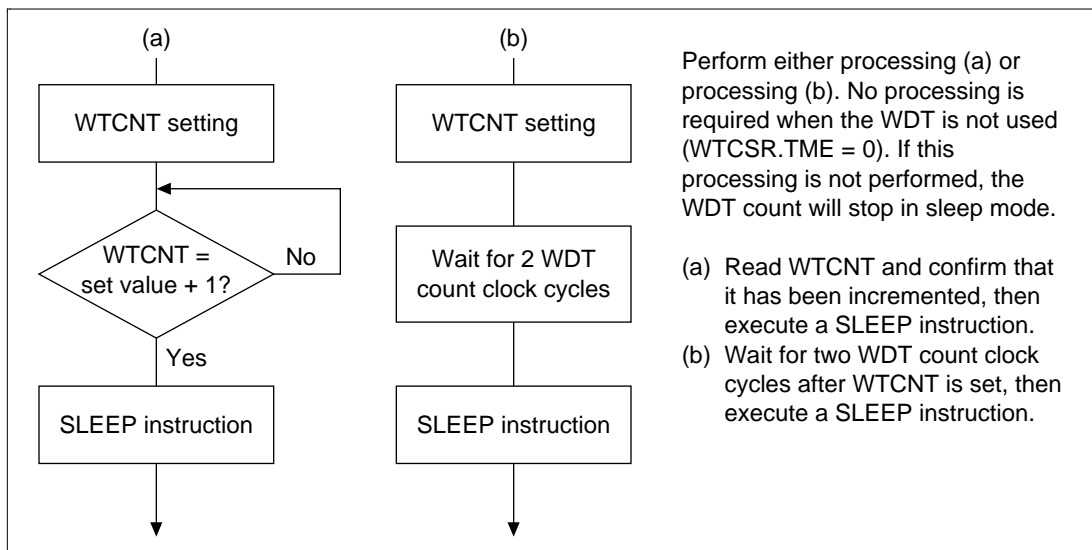 (a)
WTCNT setting
WTCNT =
set value + 1?
No
Yes
SLEEP instruction
(b)
WTCNT setting
Wait for 2 WDT
count clock cycles
SLEEP instruction
Perform either processing (a) or
processing (b). No processing is
required when the WDT is not used
(WTCSR.TME = 0). If this
processing is not performed, the
WDT count will stop in sleep mode.
(a) Read WTCNT and confirm that
it has been incremented, then
execute a SLEEP instruction.
(b) Wait for two WDT count clock
cycles after WTCNT is set, then
execute a SLEEP instruction.